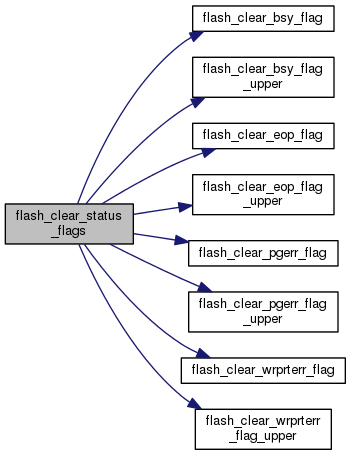 flash_clear_bsy_flag
flash_clear_bsy_flag
_upper
flash_clear_eop_flag
flash_clear_eop_flag
_upper
flash_clear_status
_flags
flash_clear_pgerr_flag
flash_clear_pgerr_flag
_upper
flash_clear_wrprterr_flag
flash_clear_wrprterr
_flag_upper